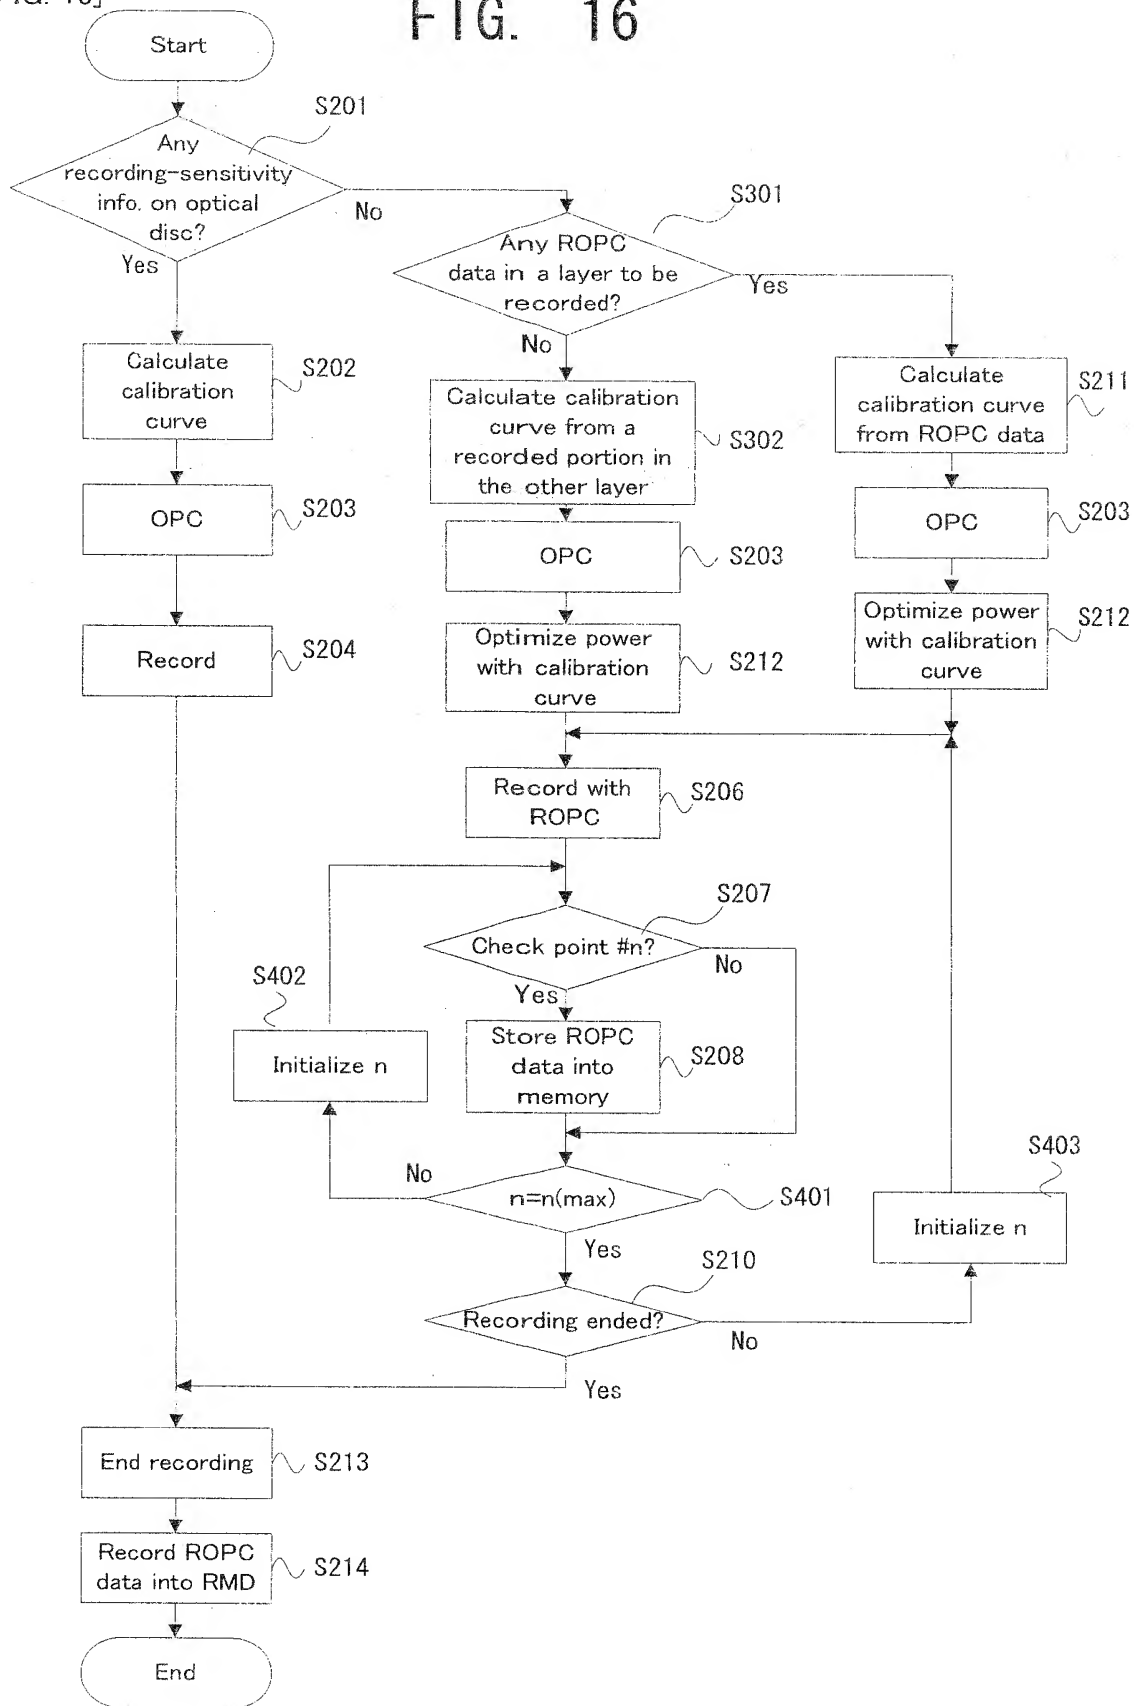 FIG. 16
Start
S201
Any
recording-sensitivity
info. on optical
disc?
No
Yes
S301
Any ROPC
data in a layer to be
recorded?
Yes
No
Calculate
calibration
curve
S202
Calculate calibration
curve from a
recorded portion in
the other layer
S302
Calculate
calibration curve
from ROPC data
S211
OPC
S203
OPC
S203
OPC
S203
Record
S204
Optimize power
with calibration
curve
S212
Optimize power
with calibration
curve
S212
Record with
ROPC
S206
S207
Check point #n?
No
Yes
S402
Initialize n
Store ROPC
data into
memory
S208
No
n=n(max)
S401
Yes
S403
Initialize n
S210
Recording ended?
No
Yes
End recording
S213
Record ROPC
data into RMD
S214
End